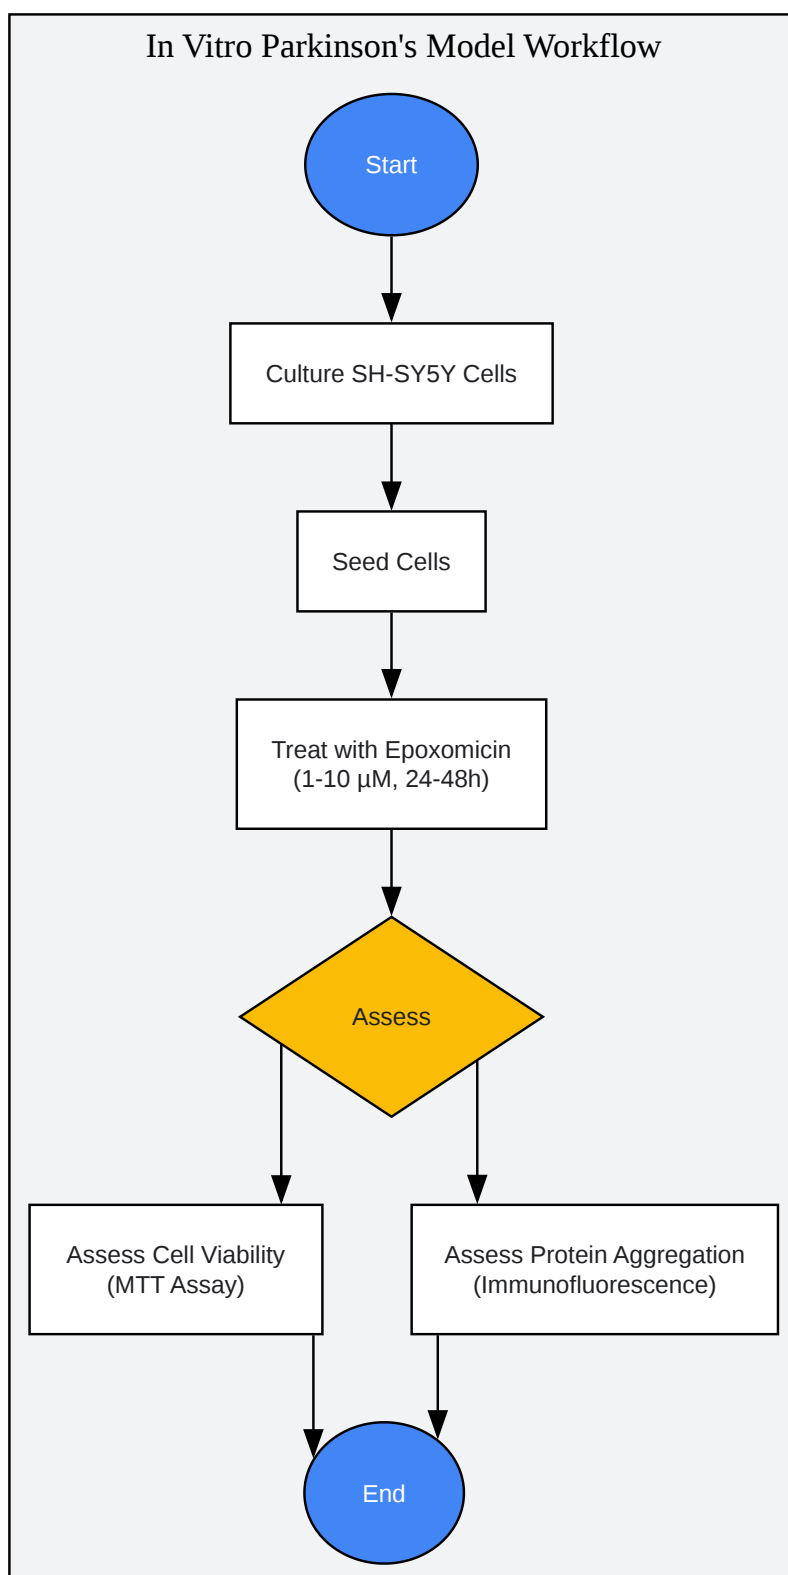 In Vitro Parkinson's Model Workflow
Start
Culture SH-SY5Y Cells
Seed Cells
Treat with Epoxomicin
(1-10 µM, 24-48h)
Assess
Assess Cell Viability
(MTT Assay)
Assess Protein Aggregation
(Immunofluorescence)
End